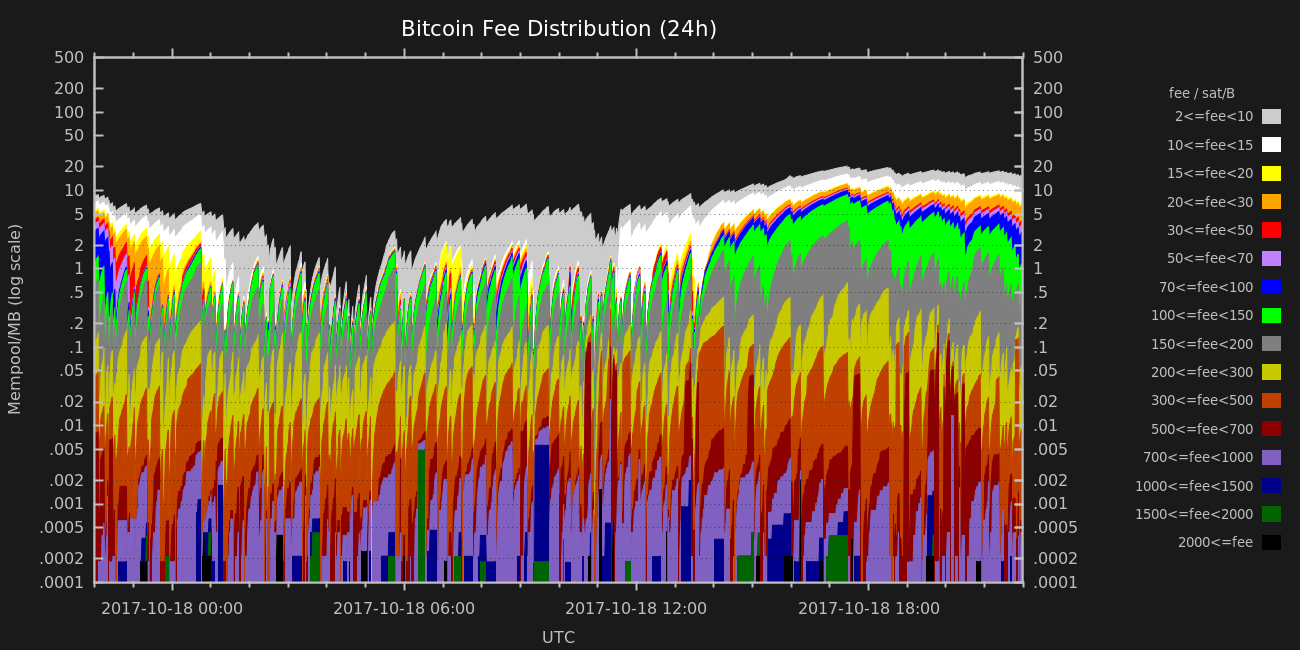 Bitcoin Fee Distribution (24h)
500
200
100
50
20
10
5
2
1
.5
.2
.1
.05
.02
.01
.005
.002
.001
.0005
.0002
.0001
Mempool/MB (log scale)
500
200
100
50
20
10
5
2
1
.5
.2
.1
.05
.02
.01
.005
.002
.001
.0005
.0002
.0001
2017-10-18 00:00
2017-10-18 06:00
2017-10-18 12:00
2017-10-18 18:00
UTC
fee / sat/B
2<=fee<10
10<=fee<15
15<=fee<20
20<=fee<30
30<=fee<50
50<=fee<70
70<=fee<100
100<=fee<150
150<=fee<200
200<=fee<300
300<=fee<500
500<=fee<700
700<=fee<1000
1000<=fee<1500
1500<=fee<2000
2000<=fee